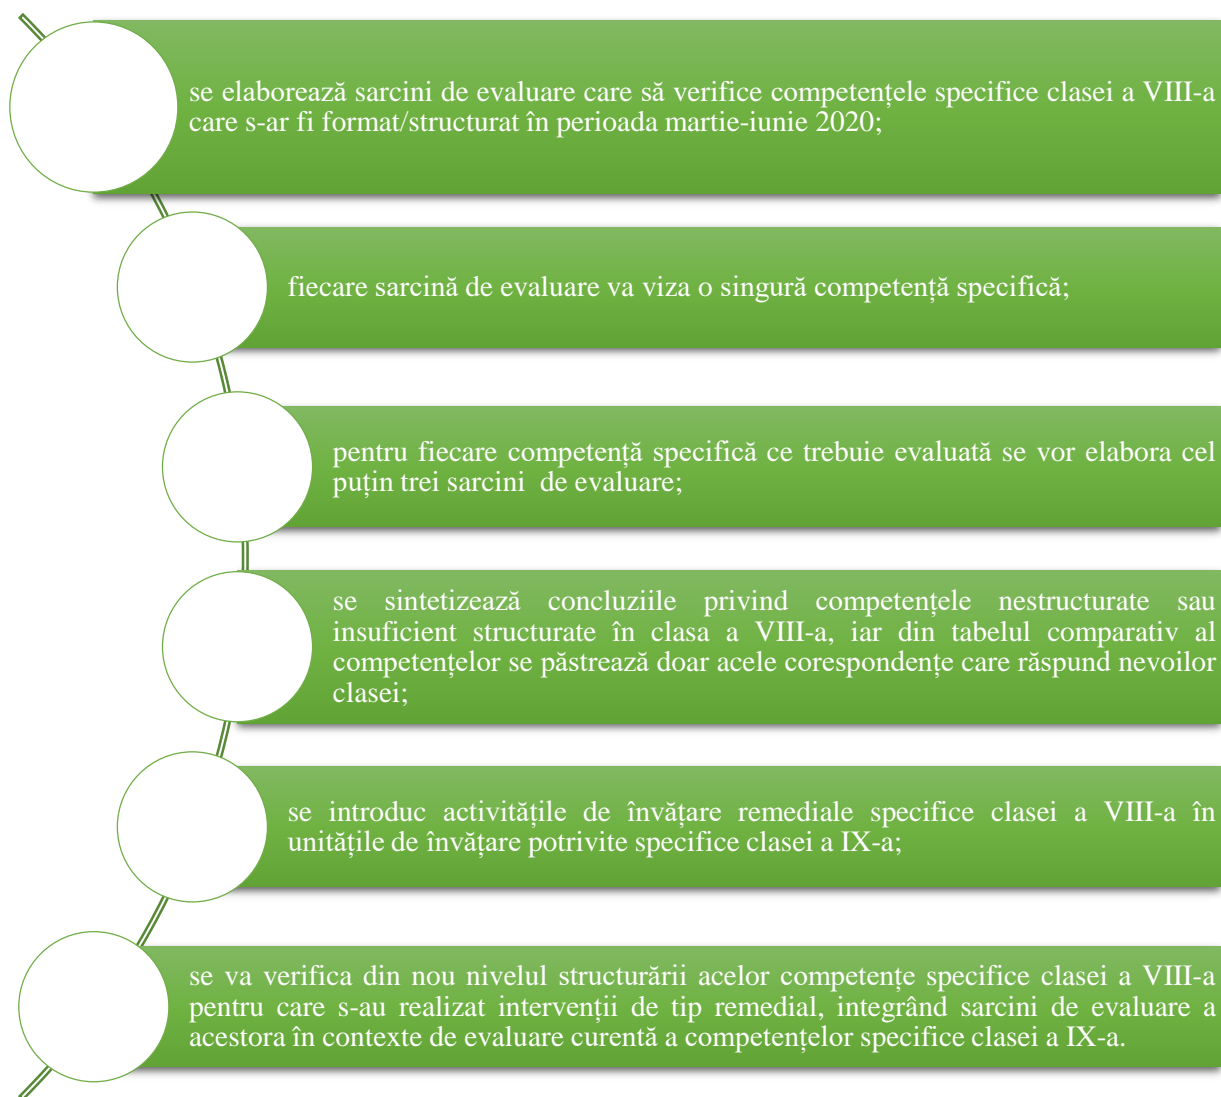 se elaborează sarcini de evaluare care să verifice competențele specifice clasei a VIII-a
care s-ar fi format/structurat în perioada martie-iunie 2020;
fiecare sarcină de evaluare va viza o singură competență specifică;
pentru fiecare competență specifică ce trebuie evaluată se vor elabora cel
puțin trei sarcini de evaluare;
se sintetizează concluziile privind competențele nestructurate sau
insuficient structurate în clasa a VIII-a, iar din tabelul comparativ al
competențelor se păstrează doar acele corespondențe care răspund nevoilor
clasei;
se introduc activitățile de învățare remediale specifice clasei a VIII-a în
unitățile de învățare potrivite specifice clasei a IX-a;
se va verifica din nou nivelul structurării acelor competențe specifice clasei a VIII-a
pentru care s-au realizat intervenții de tip remedial, integrând sarcini de evaluare a
acestora în contexte de evaluare curentă a competențelor specifice clasei a IX-a.